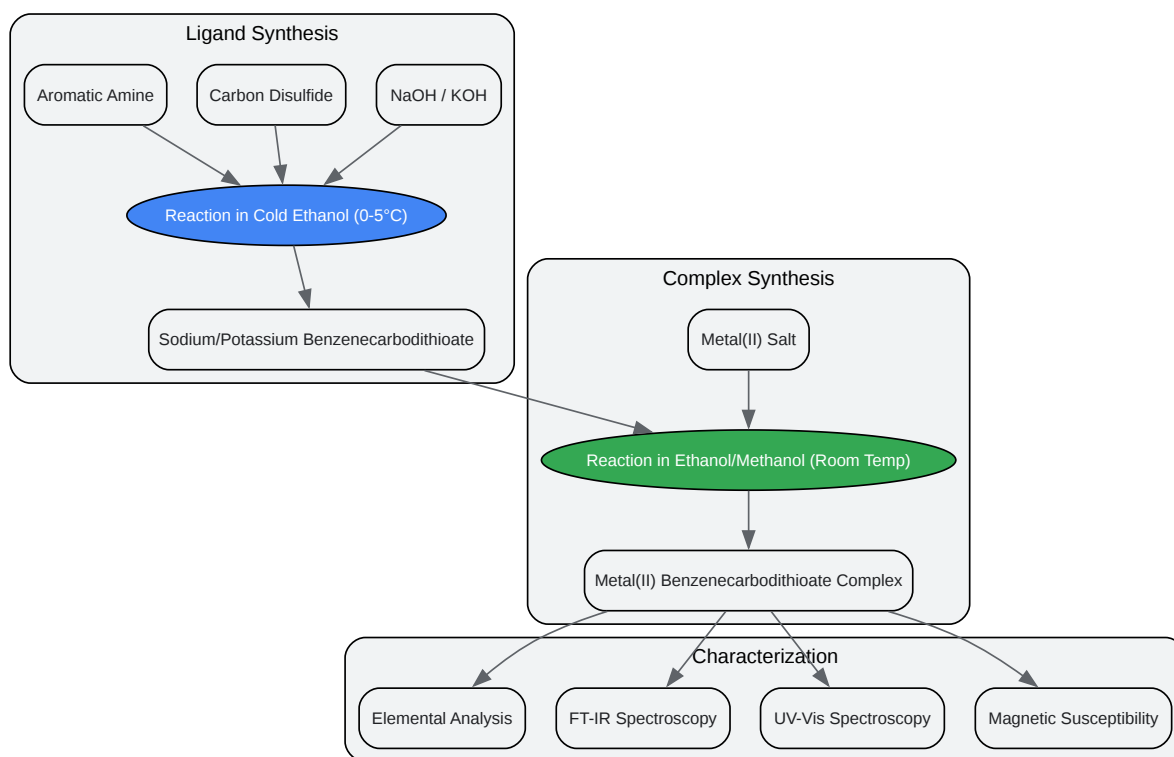 Ligand Synthesis
Aromatic Amine
Carbon Disulfide
NaOH / KOH
Reaction in Cold Ethanol (0-5°C)
Sodium/Potassium Benzenecarbodithioate
Complex Synthesis
Metal(II) Salt
Reaction in Ethanol/Methanol (Room Temp)
Metal(II) Benzenecarbodithioate Complex
Characterization
Elemental Analysis
FT-IR Spectroscopy
UV-Vis Spectroscopy
Magnetic Susceptibility